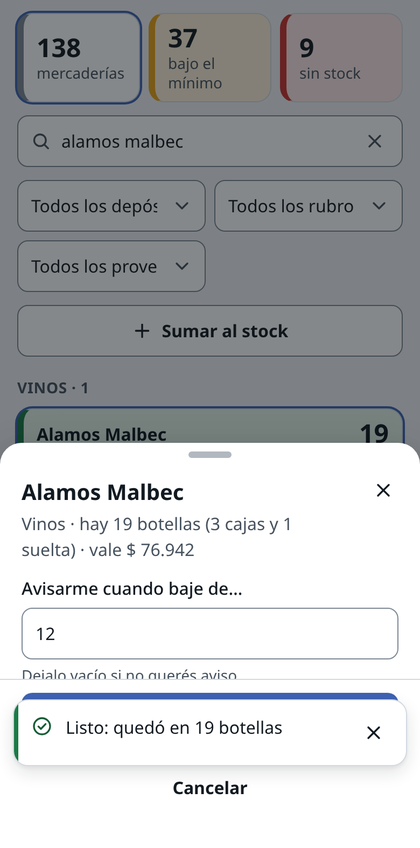 138
mercaderías
37
bajo el
mínimo
9
sin stock
alamos malbec
Todos los depós
Todos los rubro
Todos los prove
Sumar al stock
VINOS · 1
Alamos Malbec
19
Alamos Malbec
Vinos · hay 19 botellas (3 cajas y 1
suelta) · vale $ 76.942
Avisarme cuando baje de...
12
Dejalo vacío si no querés aviso
Listo: quedó en 19 botellas
Cancelar